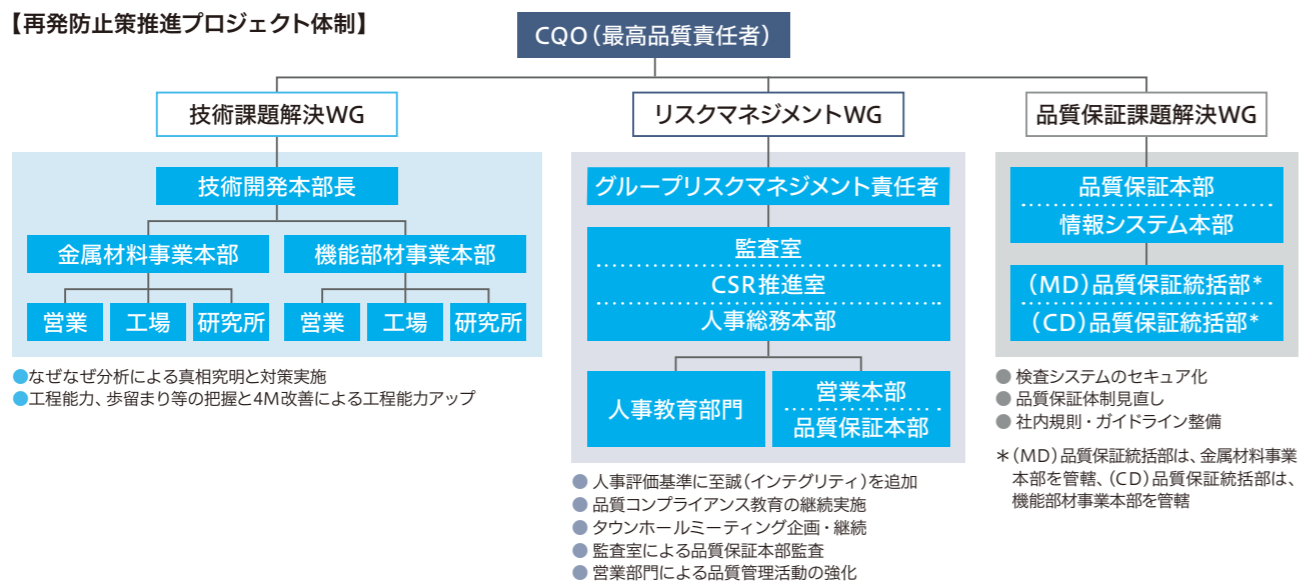 【再発防止策推進プロジェクト体制】
CQO（最高品質責任者）
技術課題解決WG
リスクマネジメントWG
品質保証課題解決WG
技術開発本部長
金属材料事業本部
機能部材事業本部
営業
工場
研究所
営業
工場
研究所
●なぜなぜ分析による真相究明と対策実施
●工程能力、歩留まり等の把握と4M改善による工程能力アップ
グループリスクマネジメント責任者
監査室
CSR推進室
人事総務本部
人事教育部門
営業本部
品質保証本部
● 人事評価基準に至誠（インテグリティ）を追加
● 品質コンプライアンス教育の継続実施
● タウンホールミーティング企画・継続
● 監査室による品質保証本部監査
● 営業部門による品質管理活動の強化
品質保証本部
情報システム本部
（MD）品質保証統括部*
（CD）品質保証統括部*
● 検査システムのセキュア化
● 品質保証体制見直し
● 社内規則・ガイドライン整備
＊（MD）品質保証統括部は、金属材料事業
本部を管轄、（CD）品質保証統括部は、
機能部材事業本部を管轄